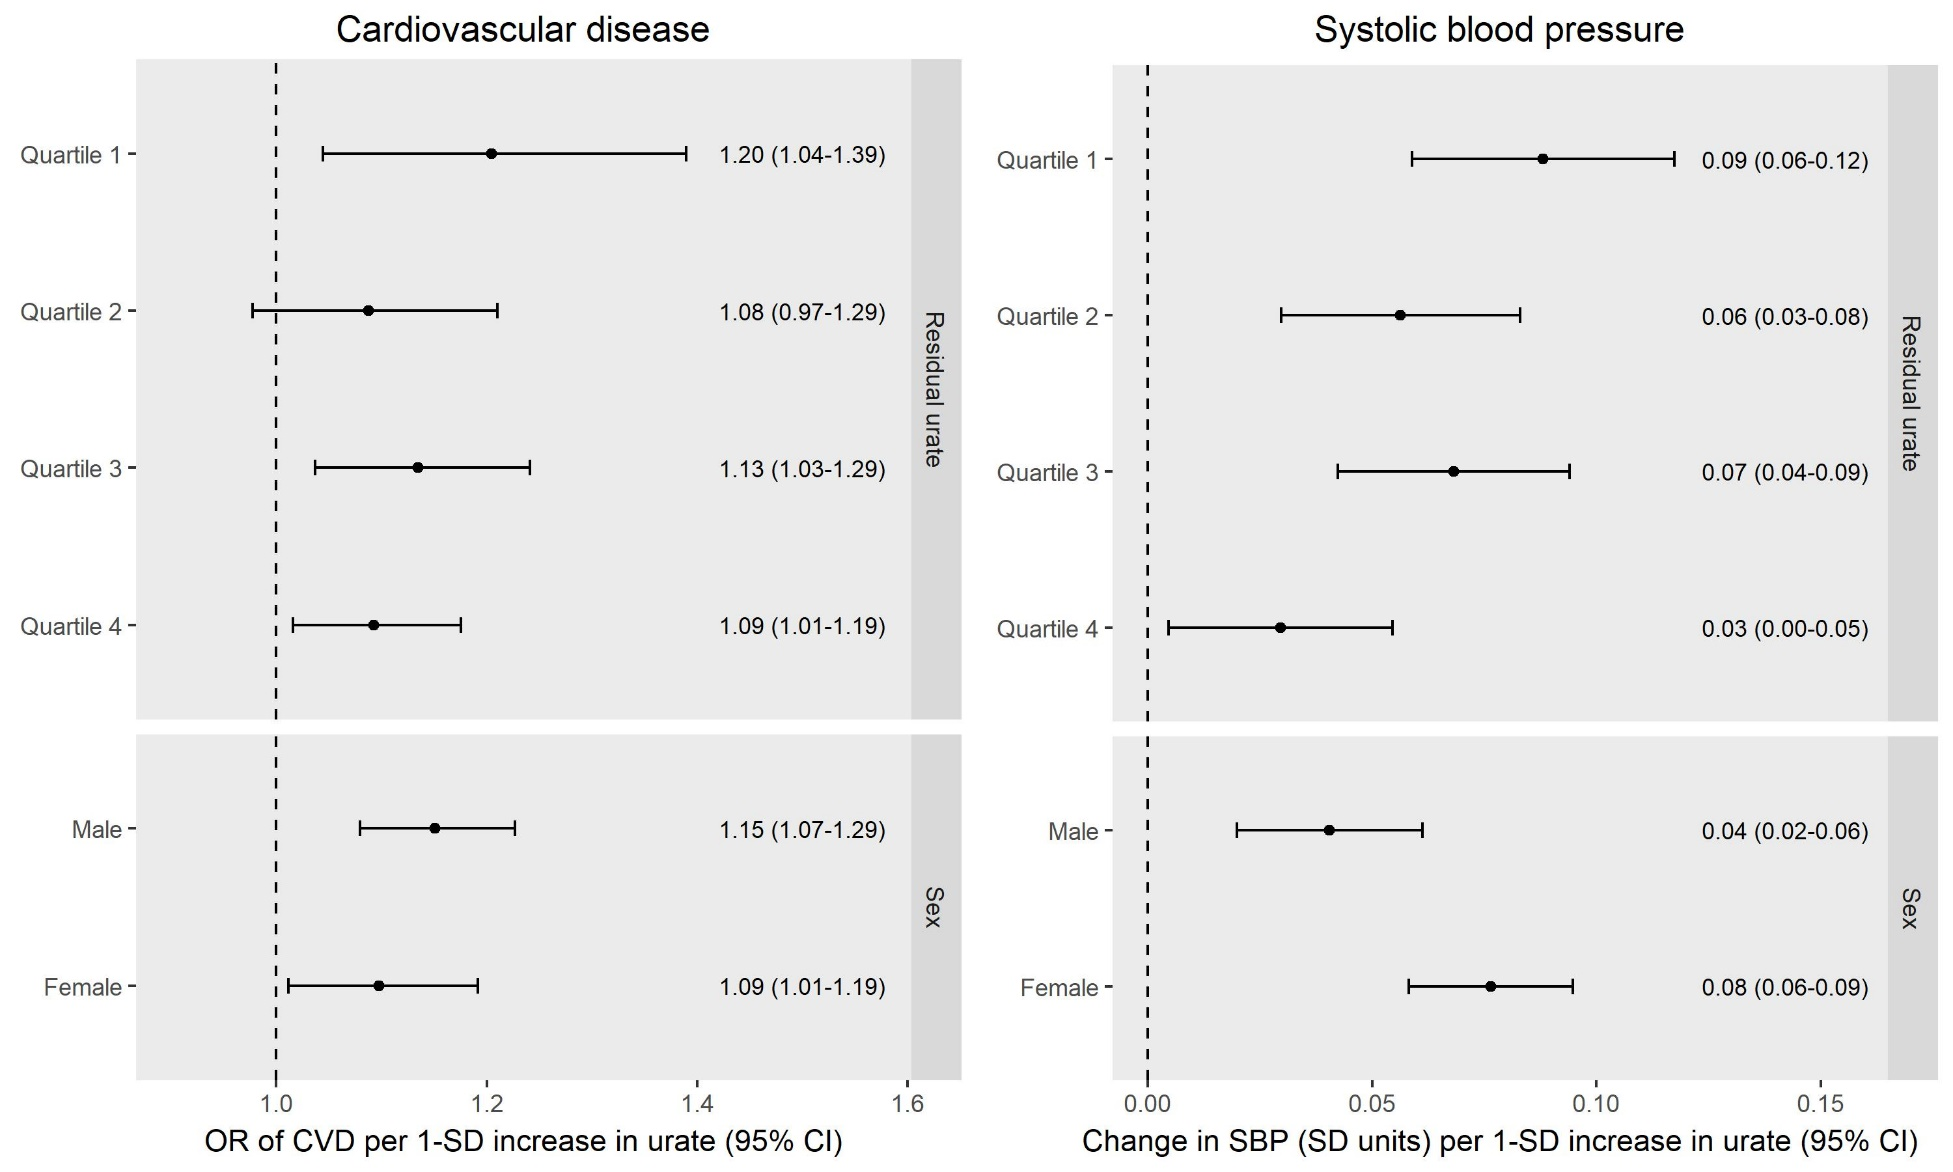 Cardiovascular disease
Quartile 1
1.20 (1.04-1.39)
Quartile 2
1.08 (0.97-1.29)
Quartile 3
1.13 (1.03-1.29)
Quartile 4
1.09 (1.01-1.19)
Residual urate
Male
1.15 (1.07-1.29)
Female
1.09 (1.01-1.19)
Sex
1.0 1.2 1.4 1.6
OR of CVD per 1-SD increase in urate (95% CI)
Systolic blood pressure
Quartile 1
0.09 (0.06-0.12)
Quartile 2
0.06 (0.03-0.08)
Quartile 3
0.07 (0.04-0.09)
Quartile 4
0.03 (0.00-0.05)
Residual urate
Male
0.04 (0.02-0.06)
Female
0.08 (0.06-0.09)
Sex
0.00 0.05 0.10 0.15
Change in SBP (SD units) per 1-SD increase in urate (95% CI)